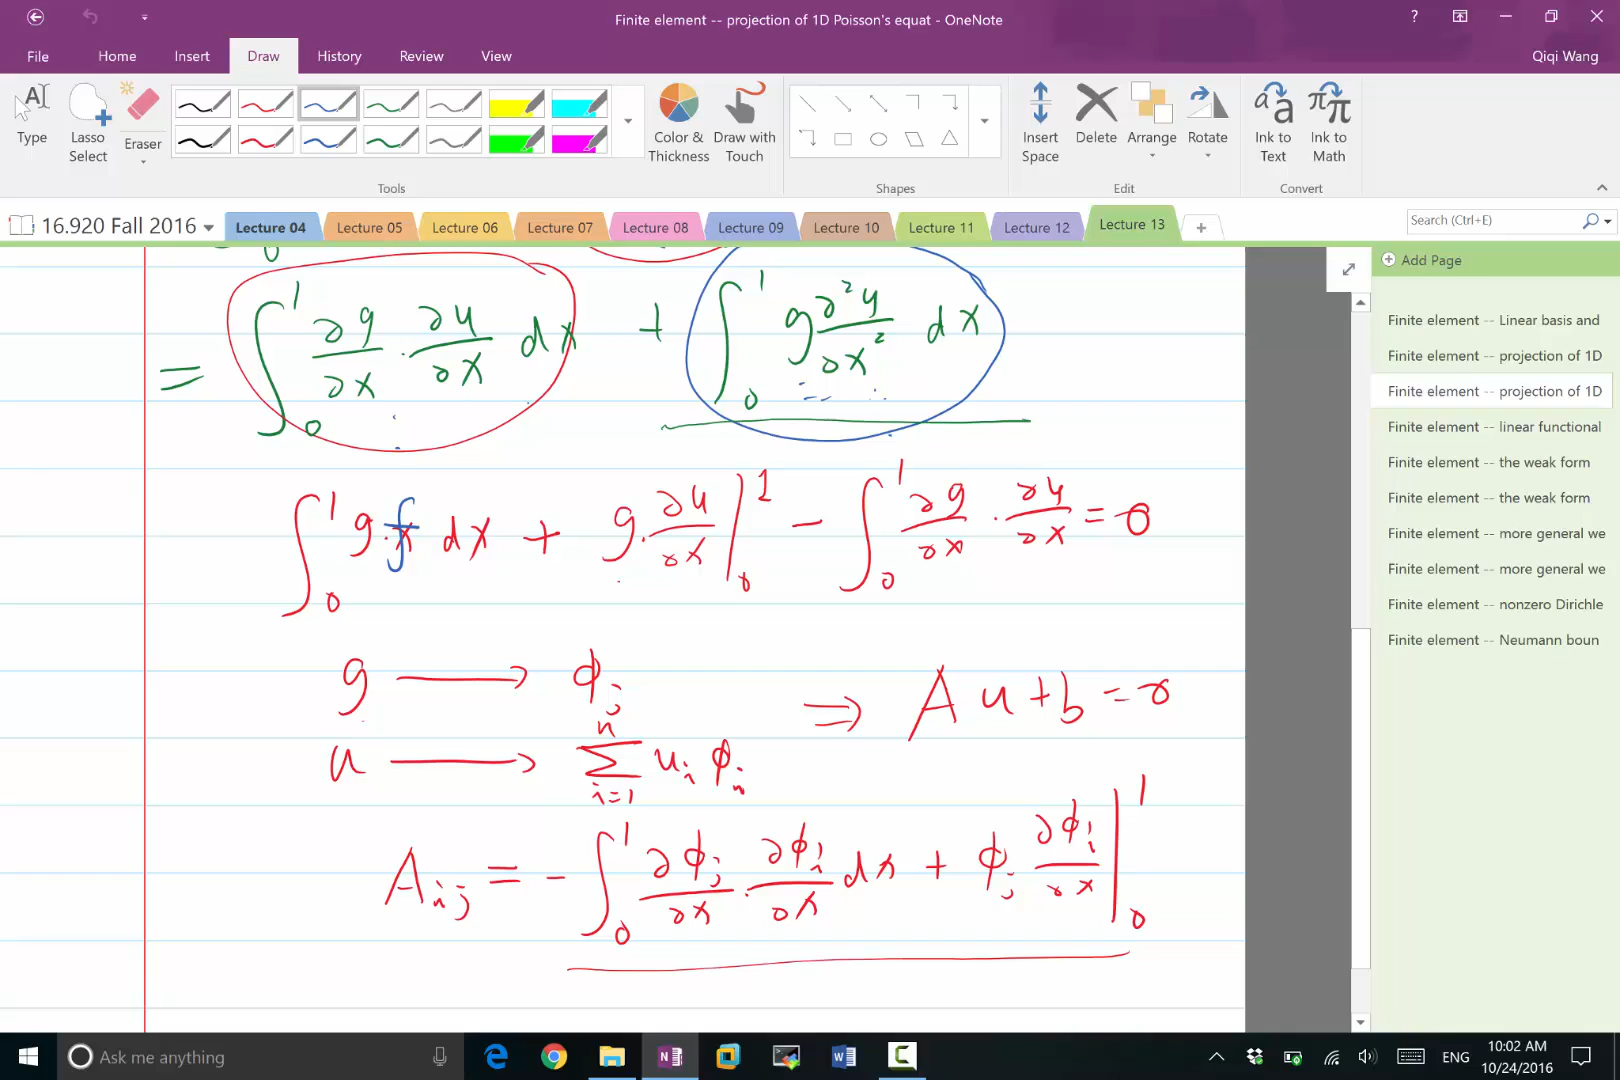 Finite element -- projection of 1D Poisson's equat - OneNote
?
File Home Insert Draw History Review View
Qiqi Wang
Type
Lasso Select
Eraser
Color & Thickness
Draw with Touch
Insert Space
Delete
Arrange
Rotate
Ink to Text
Ink to Math
Tools
Shapes
Edit
Convert
16.920 Fall 2016
Lecture 04 Lecture 05 Lecture 06 Lecture 07 Lecture 08 Lecture 09 Lecture 10 Lecture 11 Lecture 12 Lecture 13
Search (Ctrl+E)
Add Page
Finite element -- Linear basis and
Finite element -- projection of 1D
Finite element -- projection of 1D
Finite element -- linear functional
Finite element -- the weak form
Finite element -- the weak form
Finite element -- more general we
Finite element -- more general we
Finite element -- nonzero Dirichle
Finite element -- Neumann boun
= ∫₀¹ ∂g/∂x · ∂u/∂x dx + ∫₀¹ g ∂²u/∂x² dx
∫₀¹ g·f dx + g·∂u/∂x |₀¹ − ∫₀¹ ∂g/∂x · ∂u/∂x = 0
g ⟶ ϕⱼ
⇒ A u + b = 0
u ⟶ ∑ᵢ₌₁ⁿ uᵢ ϕᵢ
Aᵢⱼ = − ∫₀¹ ∂ϕⱼ/∂x · ∂ϕᵢ/∂x dx + ϕⱼ ∂ϕᵢ/∂x |₀¹
Ask me anything
ENG
10:02 AM
10/24/2016